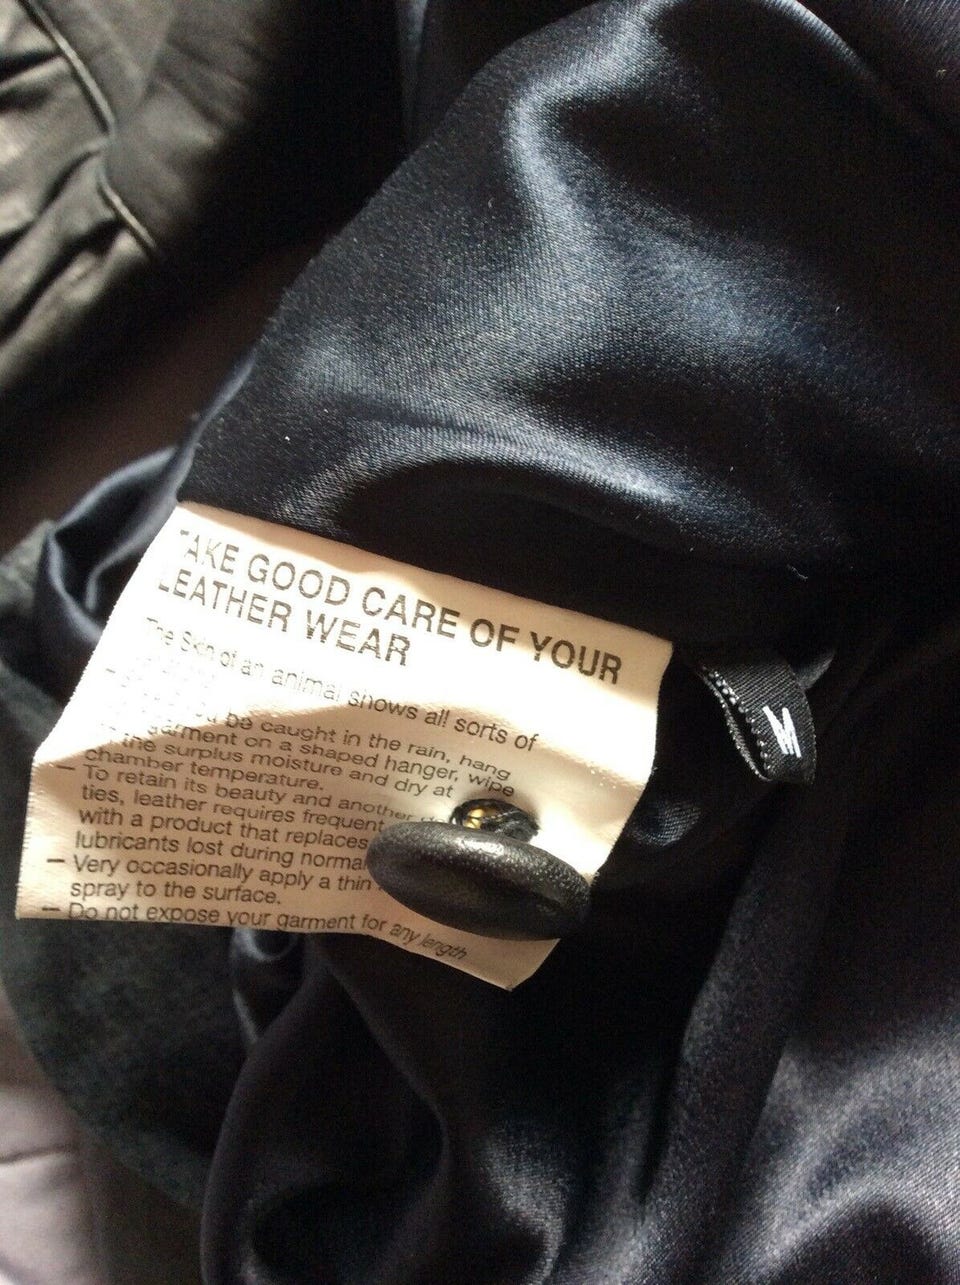 TAKE GOOD CARE OF YOUR
LEATHER WEAR
The Skin of an animal shows all sorts of
be caught in the rain, hang
garment on a shaped hanger, wipe
the surplus moisture and dry at
chamber temperature.
— To retain its beauty and another
ties, leather requires frequent
with a product that replaces
lubricants lost during normal
— Very occasionally apply a thin
spray to the surface.
— Do not expose your garment for any length
M